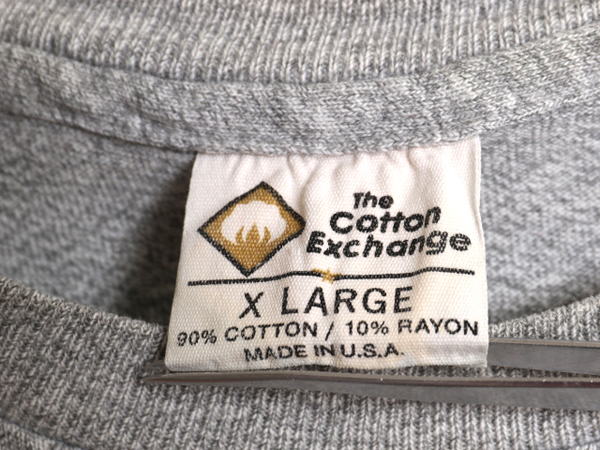 The
Cotton
Exchange
X LARGE
90% COTTON / 10% RAYON
MADE IN U.S.A.